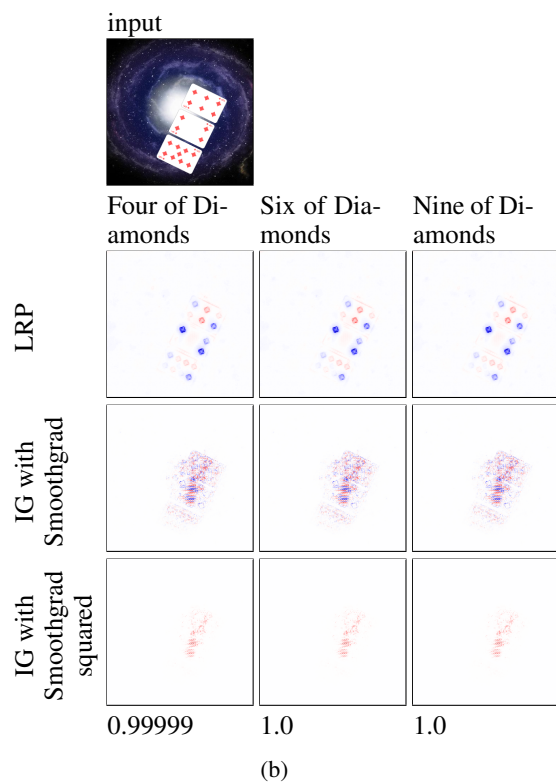 input
Four of Di-
amonds
Six of Dia-
monds
Nine of Di-
amonds
LRP
IG with
Smoothgrad
IG with
Smoothgrad
squared
0.99999
1.0
1.0
(b)